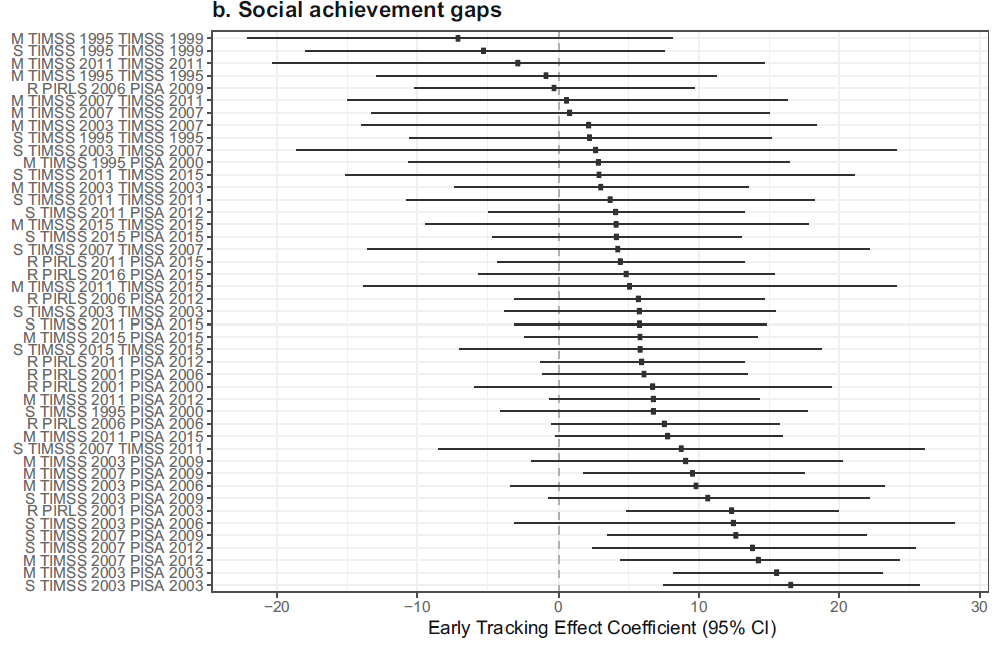 b. Social achievement gaps
M TIMSS 1995 TIMSS 1999
S TIMSS 1995 TIMSS 1999
M TIMSS 2011 TIMSS 2011
M TIMSS 1995 TIMSS 1995
R PIRLS 2006 PISA 2009
M TIMSS 2007 TIMSS 2011
M TIMSS 2007 TIMSS 2007
M TIMSS 2003 TIMSS 2007
S TIMSS 1995 TIMSS 1995
S TIMSS 2003 TIMSS 2007
M TIMSS 1995 PISA 2000
S TIMSS 2011 TIMSS 2015
M TIMSS 2003 TIMSS 2003
S TIMSS 2011 TIMSS 2011
S TIMSS 2011 PISA 2012
M TIMSS 2015 TIMSS 2015
S TIMSS 2015 PISA 2015
S TIMSS 2007 TIMSS 2007
R PIRLS 2011 PISA 2015
R PIRLS 2016 PISA 2015
M TIMSS 2011 TIMSS 2015
R PIRLS 2006 PISA 2012
S TIMSS 2003 TIMSS 2003
S TIMSS 2011 PISA 2015
M TIMSS 2015 PISA 2015
S TIMSS 2015 TIMSS 2015
R PIRLS 2011 PISA 2012
R PIRLS 2001 PISA 2006
R PIRLS 2001 PISA 2000
M TIMSS 2011 PISA 2012
S TIMSS 1995 PISA 2000
R PIRLS 2006 PISA 2006
M TIMSS 2011 PISA 2015
S TIMSS 2007 TIMSS 2011
M TIMSS 2003 PISA 2009
M TIMSS 2007 PISA 2009
M TIMSS 2003 PISA 2006
S TIMSS 2003 PISA 2009
R PIRLS 2001 PISA 2003
S TIMSS 2003 PISA 2006
S TIMSS 2007 PISA 2009
S TIMSS 2007 PISA 2012
M TIMSS 2007 PISA 2012
M TIMSS 2003 PISA 2003
S TIMSS 2003 PISA 2003
−20 −10 0 10 20 30
Early Tracking Effect Coefficient (95% CI)